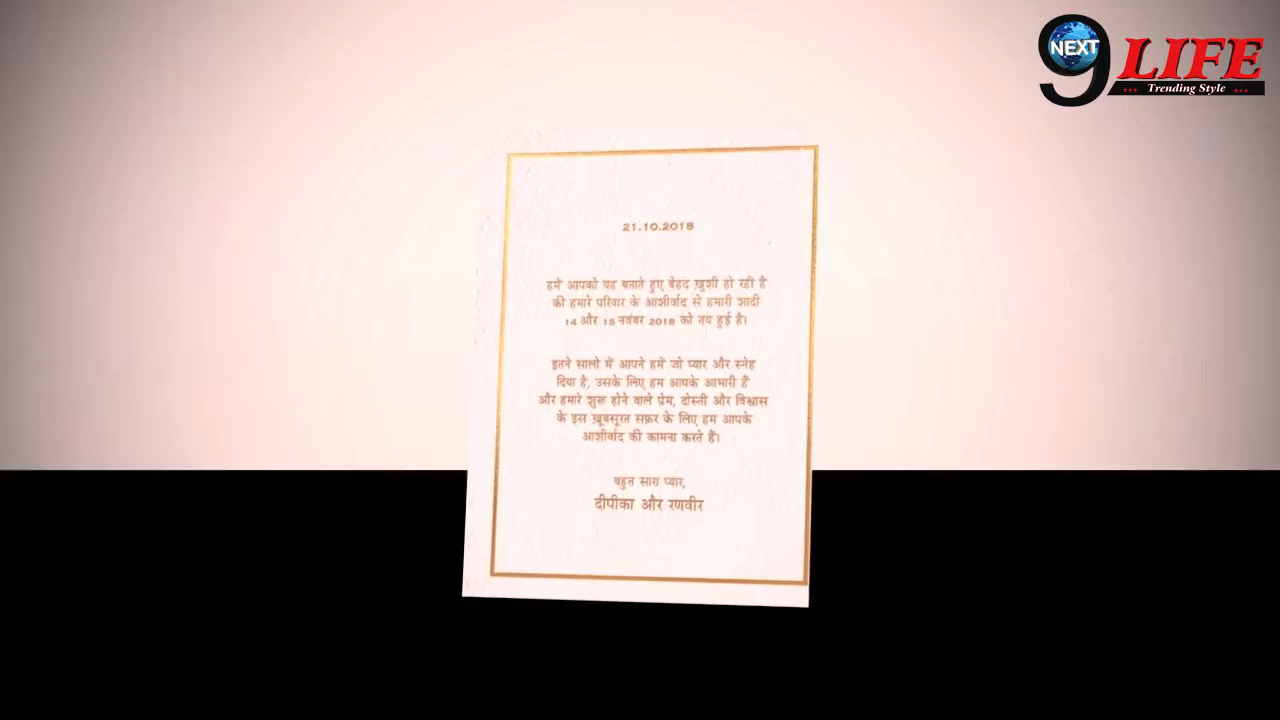 9 NEXT LIFE
... Trending Style ...
21.10.2018
हमें आपको यह बताते हुए बेहद ख़ुशी हो रही है
की हमारे परिवार के आशीर्वाद से हमारी शादी
14 और 15 नवंबर 2018 को तय हुई है।
इतने सालो में आपने हमें जो प्यार और स्नेह
दिया है, उसके लिए हम आपके आभारी हैं
और हमारे शुरू होने वाले प्रेम, दोस्ती और विश्वास
के इस ख़ूबसूरत सफ़र के लिए हम आपके
आशीर्वाद की कामना करते है।
बहुत सारा प्यार,
दीपीका और रणवीर